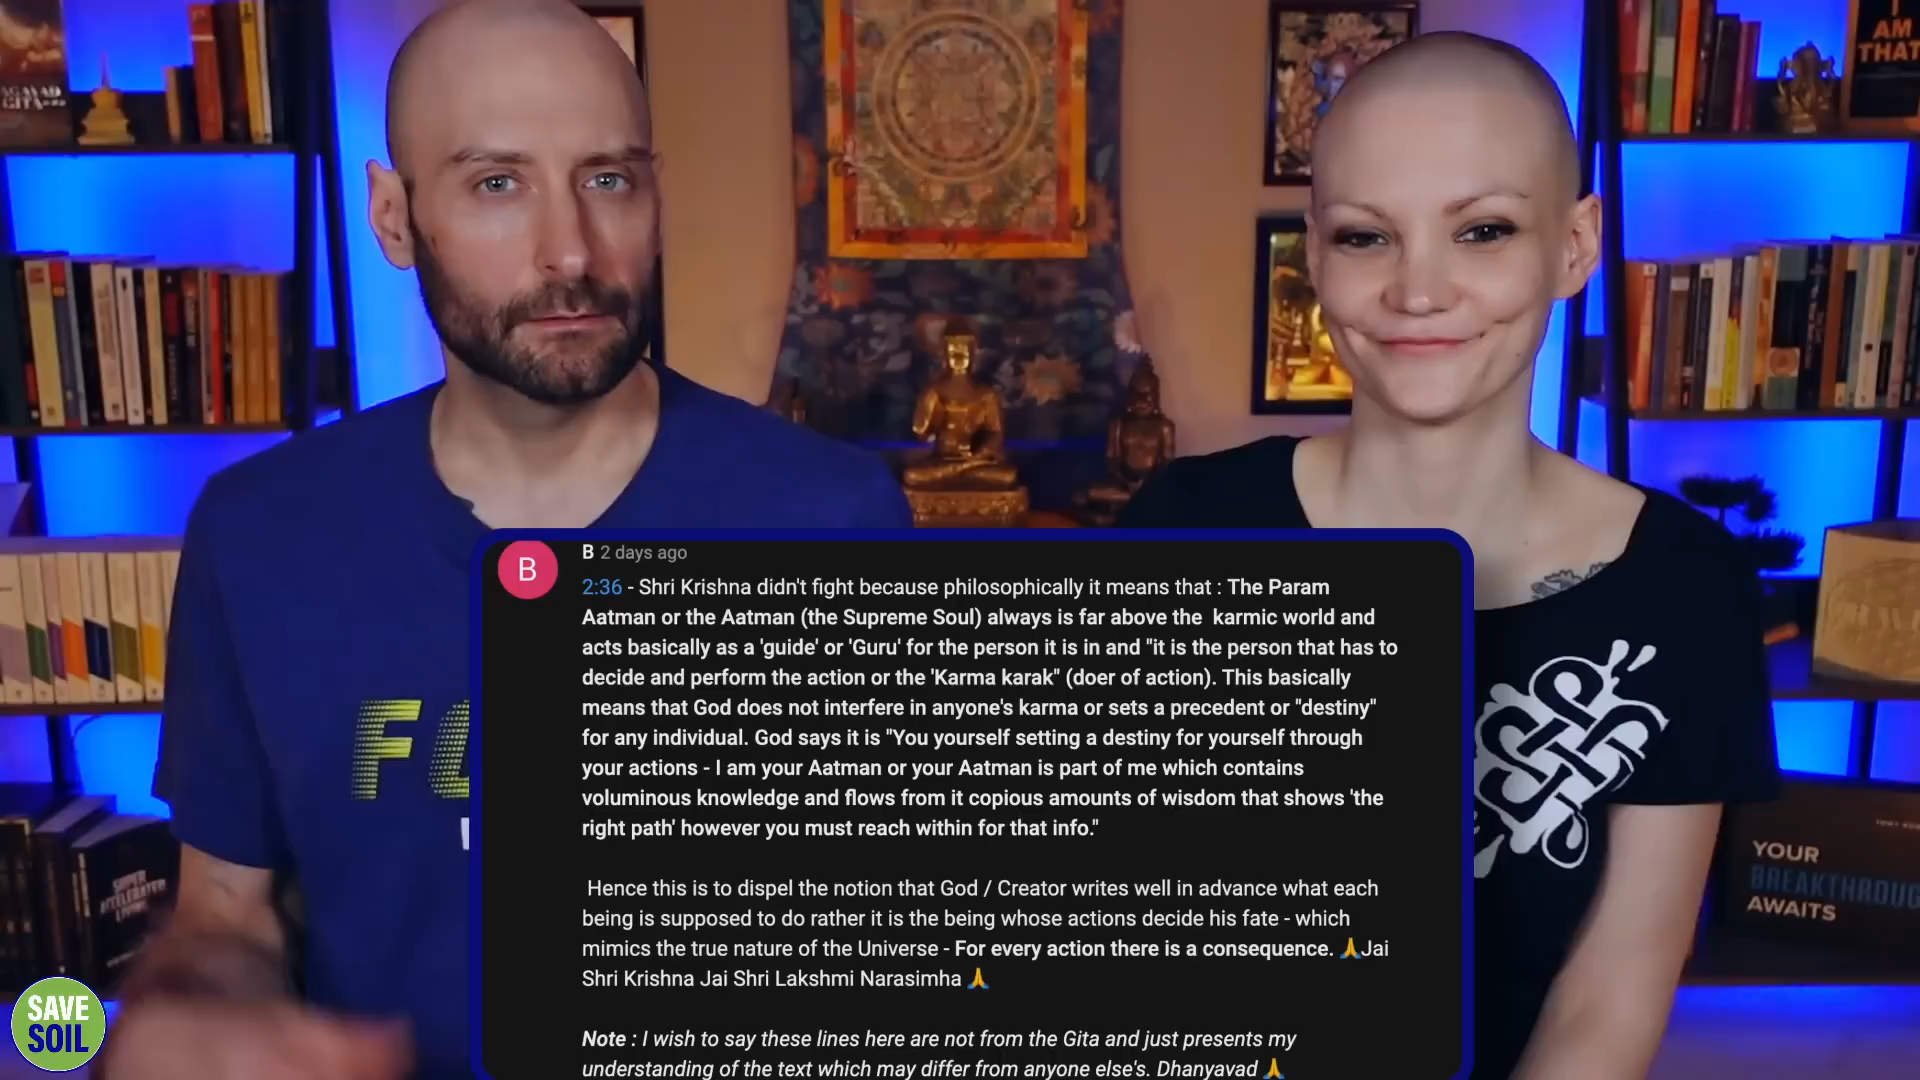 AGAVAD
GITA
I
AM
THAT
B
B 2 days ago
2:36 - Shri Krishna didn't fight because philosophically it means that : The Param
Aatman or the Aatman (the Supreme Soul) always is far above the karmic world and
acts basically as a 'guide' or 'Guru' for the person it is in and "it is the person that has to
decide and perform the action or the 'Karma karak" (doer of action). This basically
means that God does not interfere in anyone's karma or sets a precedent or "destiny"
for any individual. God says it is "You yourself setting a destiny for yourself through
your actions - I am your Aatman or your Aatman is part of me which contains
voluminous knowledge and flows from it copious amounts of wisdom that shows 'the
right path' however you must reach within for that info."
Hence this is to dispel the notion that God / Creator writes well in advance what each
being is supposed to do rather it is the being whose actions decide his fate - which
mimics the true nature of the Universe - For every action there is a consequence. 🙏Jai
Shri Krishna Jai Shri Lakshmi Narasimha 🙏
Note : I wish to say these lines here are not from the Gita and just presents my
understanding of the text which may differ from anyone else's. Dhanyavad 🙏
FO
SUPER
ACCELERATED
LIVING
YOUR
BREAKTHROUG
AWAITS
SAVE
SOIL